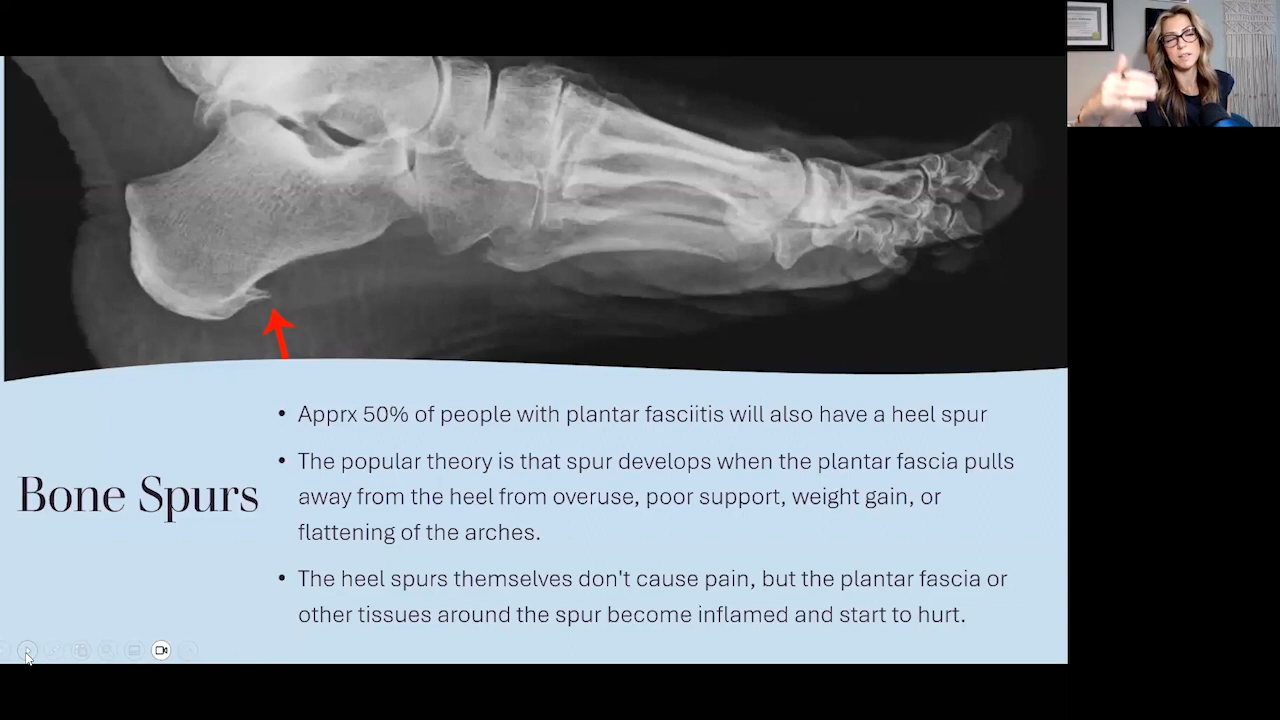 Bone Spurs
• Apprx 50% of people with plantar fasciitis will also have a heel spur
• The popular theory is that spur develops when the plantar fascia pulls
away from the heel from overuse, poor support, weight gain, or
flattening of the arches.
• The heel spurs themselves don't cause pain, but the plantar fascia or
other tissues around the spur become inflamed and start to hurt.